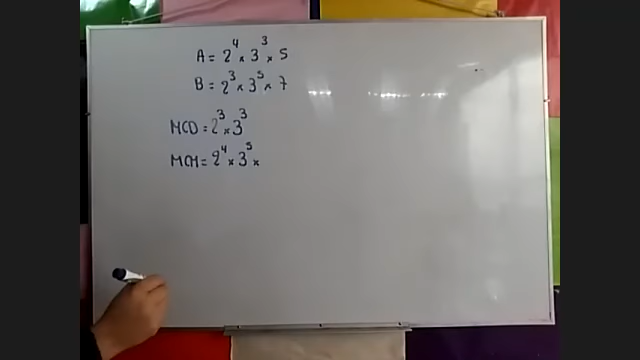 A = 2⁴ × 3³ × 5
B = 2³ × 3⁵ × 7
MCD = 2³ × 3³
MCM = 2⁴ × 3⁵ ×